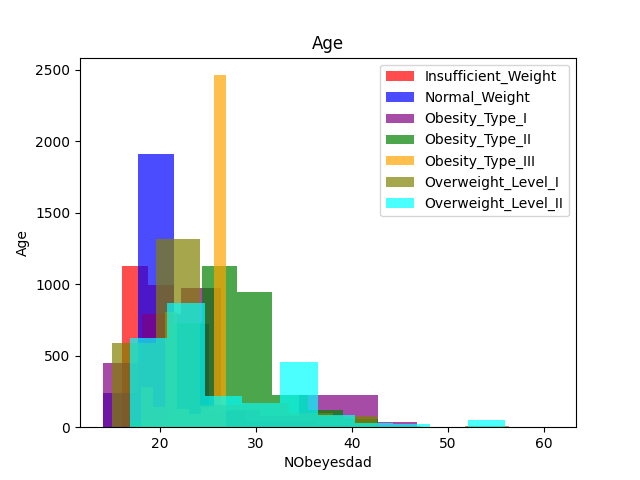 Age
2500
2000
1500
1000
500
0
Age
20
30
40
50
60
NObeyesdad
Insufficient_Weight
Normal_Weight
Obesity_Type_I
Obesity_Type_II
Obesity_Type_III
Overweight_Level_I
Overweight_Level_II